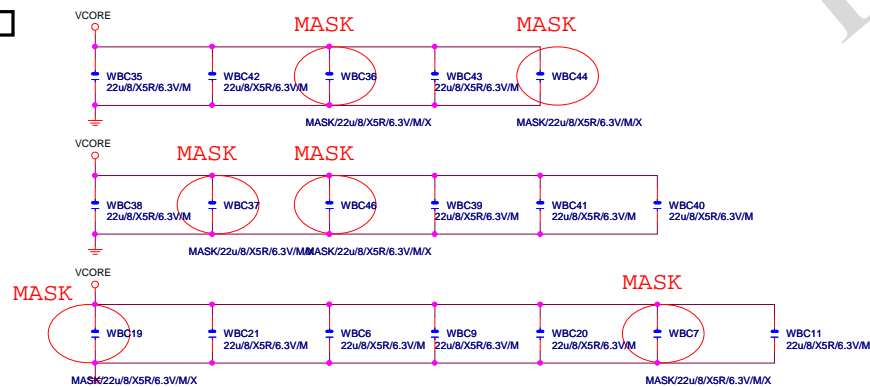 VCORE
MASK MASK
WBC35 WBC42 WBC36 WBC43 WBC44
22u/8/X5R/6.3V/M 22u/8/X5R/6.3V/M 22u/8/X5R/6.3V/M
MASK/22u/8/X5R/6.3V/M/X MASK/22u/8/X5R/6.3V/M/X
VCORE
MASK MASK
WBC38 WBC37 WBC46 WBC39 WBC41 WBC40
22u/8/X5R/6.3V/M 22u/8/X5R/6.3V/M 22u/8/X5R/6.3V/M 22u/8/X5R/6.3V/M
MASK/22u/8/X5R/6.3V/M/X MASK/22u/8/X5R/6.3V/M/X
VCORE
MASK MASK
WBC19 WBC21 WBC6 WBC9 WBC20 WBC7 WBC11
22u/8/X5R/6.3V/M 22u/8/X5R/6.3V/M 22u/8/X5R/6.3V/M 22u/8/X5R/6.3V/M 22u/8/X5R/6.3V/M
MASK/22u/8/X5R/6.3V/M/X MASK/22u/8/X5R/6.3V/M/X